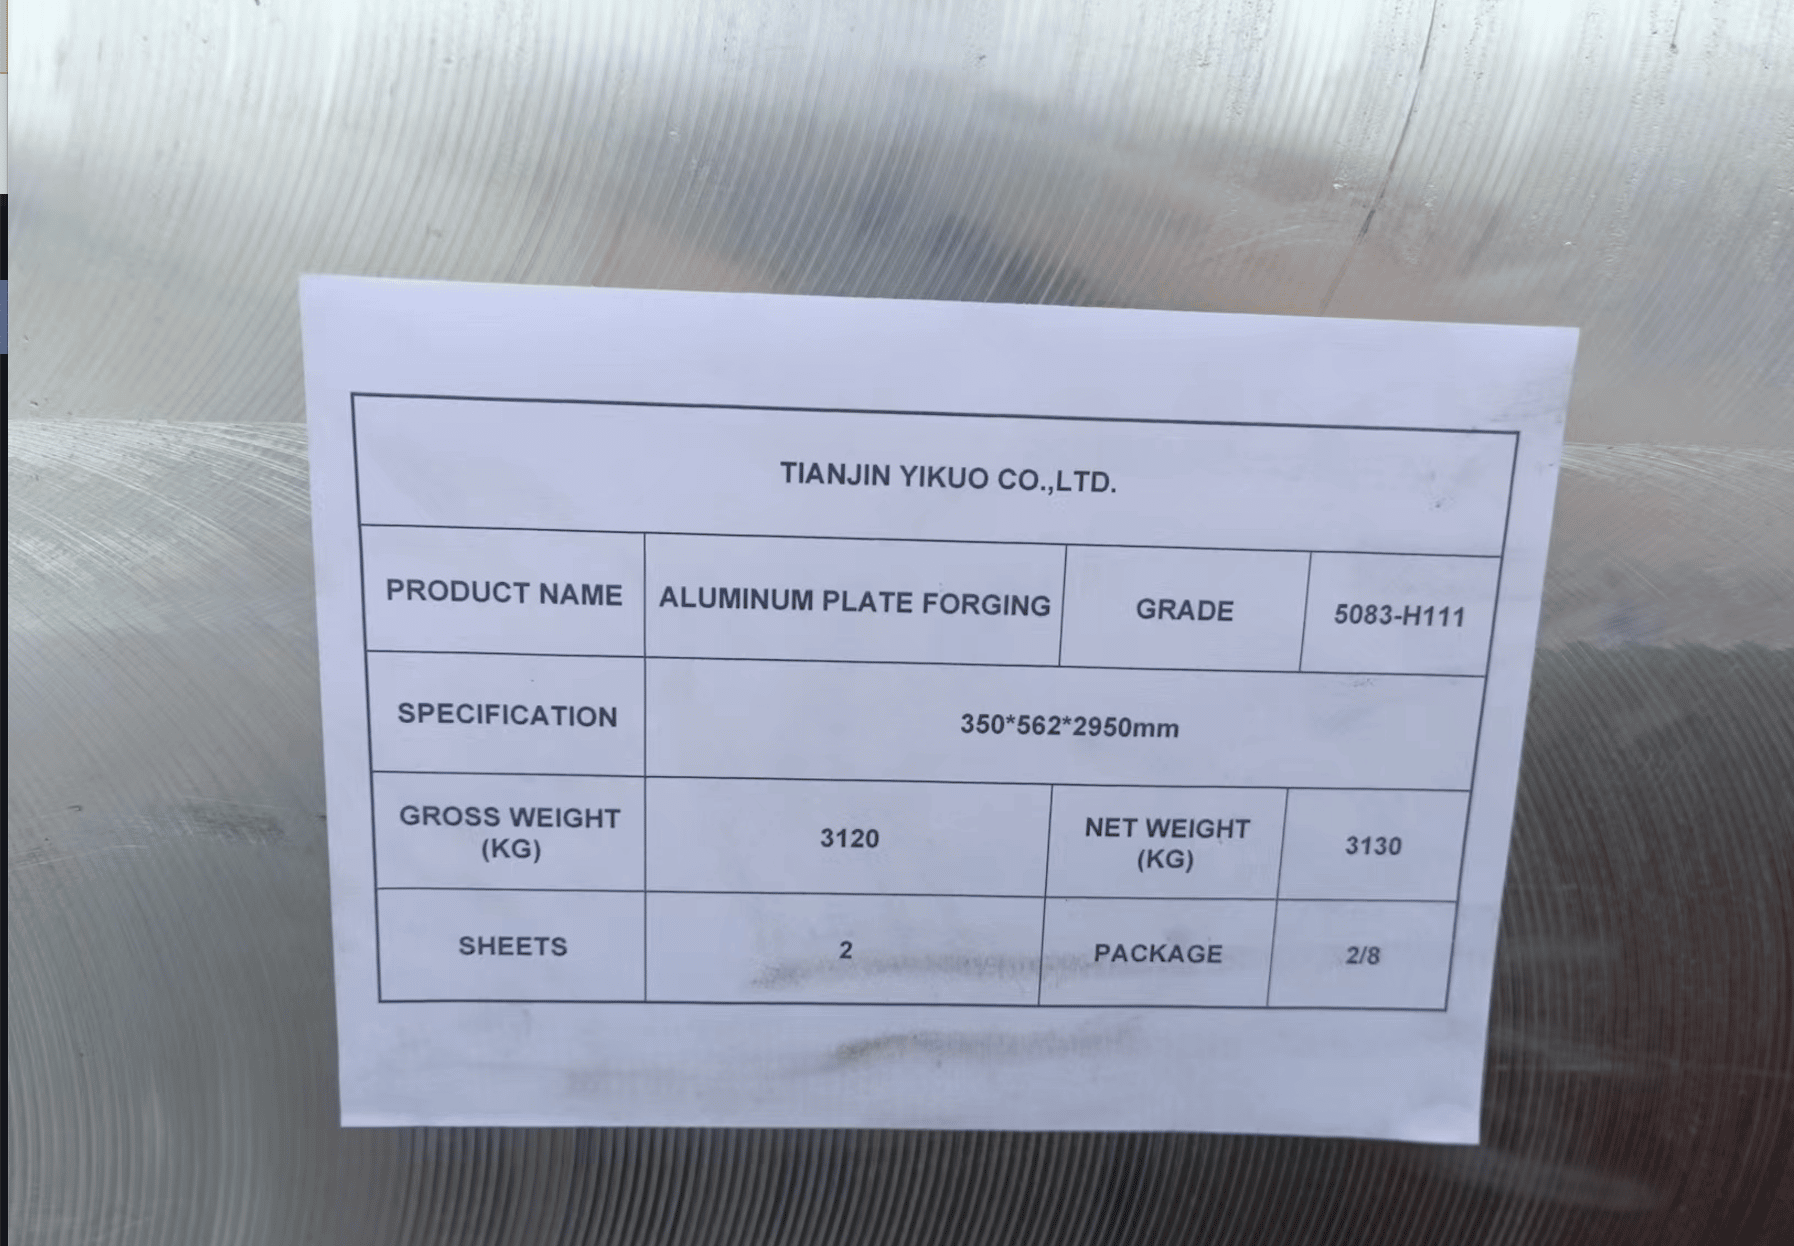 TIANJIN YIKUO CO.,LTD.
PRODUCT NAME
ALUMINUM PLATE FORGING
GRADE
5083-H111
SPECIFICATION
350*562*2950mm
GROSS WEIGHT
(KG)
3120
NET WEIGHT
(KG)
3130
SHEETS
2
PACKAGE
2/8